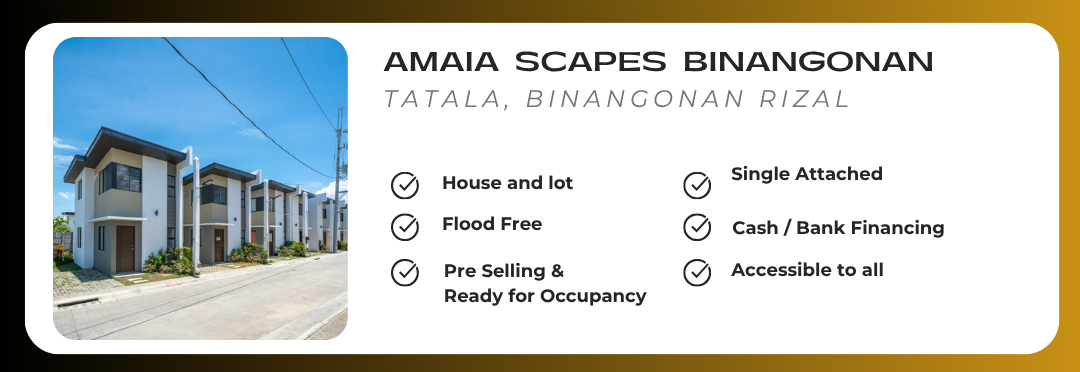 AMAIA SCAPES BINANGONAN
TATALA, BINANGONAN RIZAL
House and lot
Flood Free
Pre Selling &
Ready for Occupancy
Single Attached
Cash / Bank Financing
Accessible to all